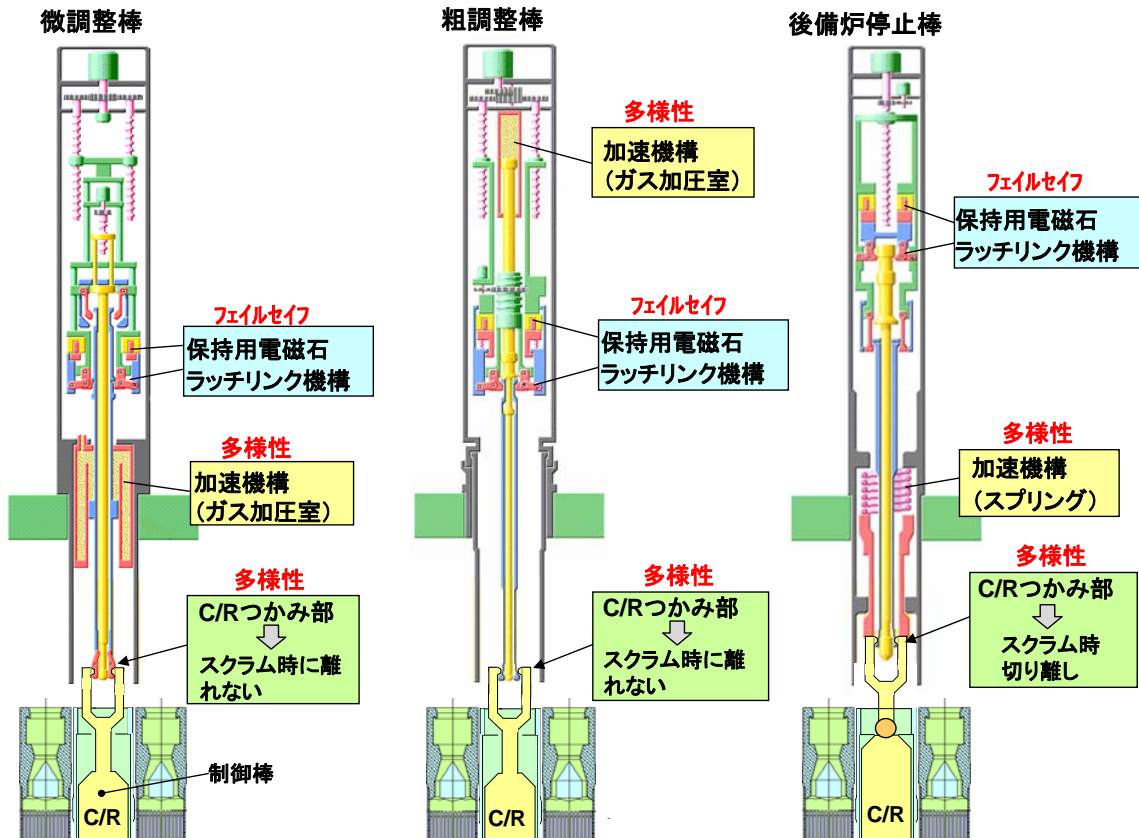 微調整棒
フェイルセイフ
保持用電磁石
ラッチリンク機構
多様性
加速機構
（ガス加圧室）
多様性
C/Rつかみ部
スクラム時に離
れない
制御棒
C/R
粗調整棒
多様性
加速機構
（ガス加圧室）
フェイルセイフ
保持用電磁石
ラッチリンク機構
多様性
C/Rつかみ部
スクラム時に離
れない
C/R
後備炉停止棒
フェイルセイフ
保持用電磁石
ラッチリンク機構
多様性
加速機構
（スプリング）
多様性
C/Rつかみ部
スクラム時
切り離し
C/R